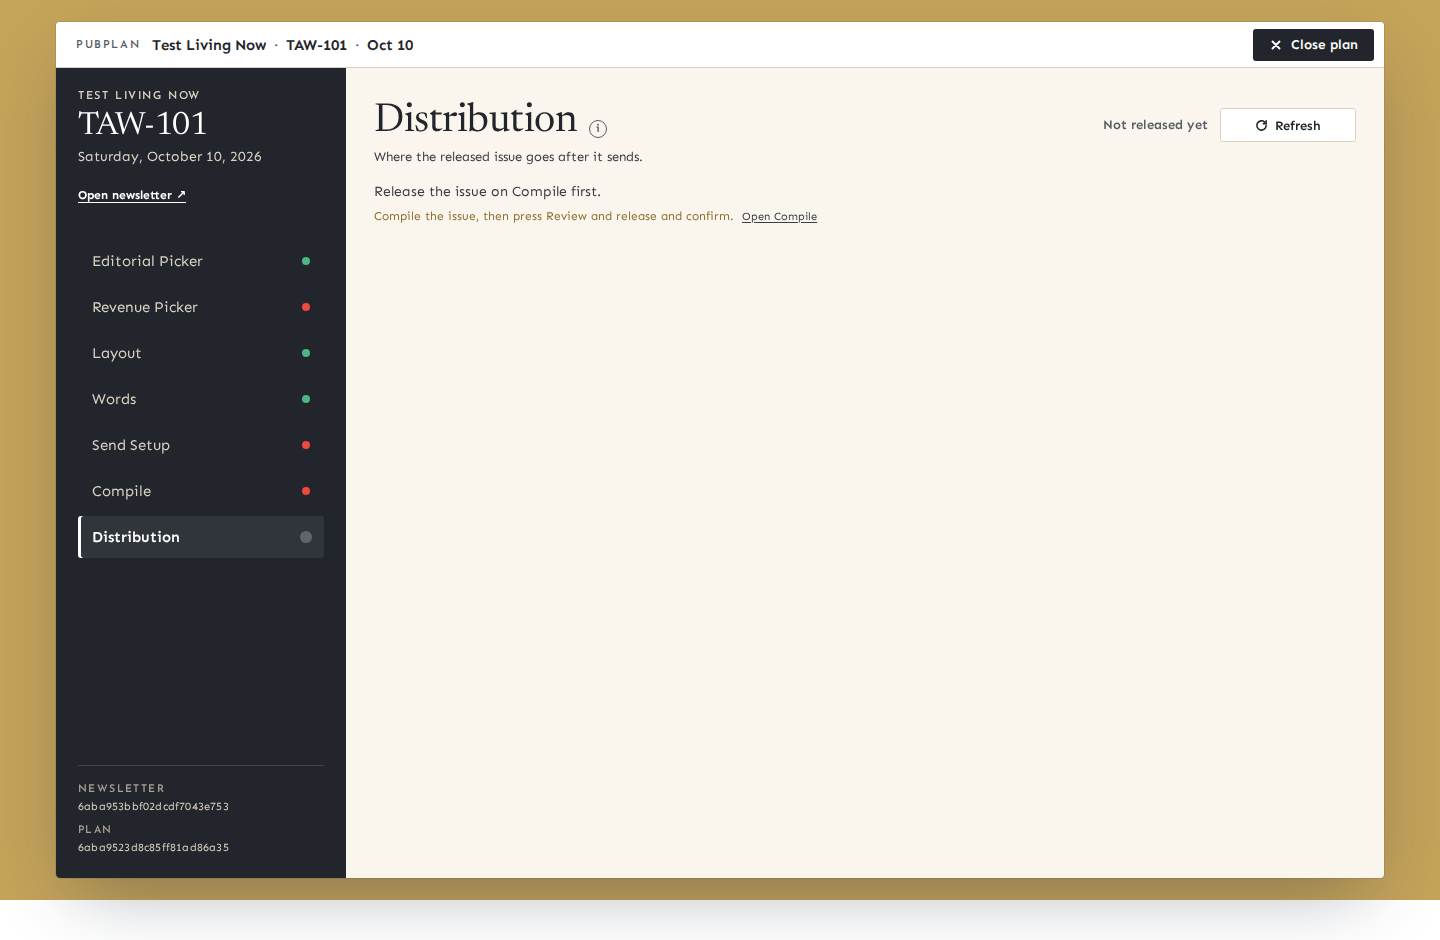 PUBPLAN Test Living Now · TAW-101 · Oct 10
Close plan
TEST LIVING NOW
TAW-101
Saturday, October 10, 2026
Open newsletter ↗
Editorial Picker
Revenue Picker
Layout
Words
Send Setup
Compile
Distribution
NEWSLETTER
6aba953bbf02dcdf7043e753
PLAN
6aba9523d8c85ff81ad86a35
Distribution
Where the released issue goes after it sends.
Not released yet
Refresh
Release the issue on Compile first.
Compile the issue, then press Review and release and confirm. Open Compile